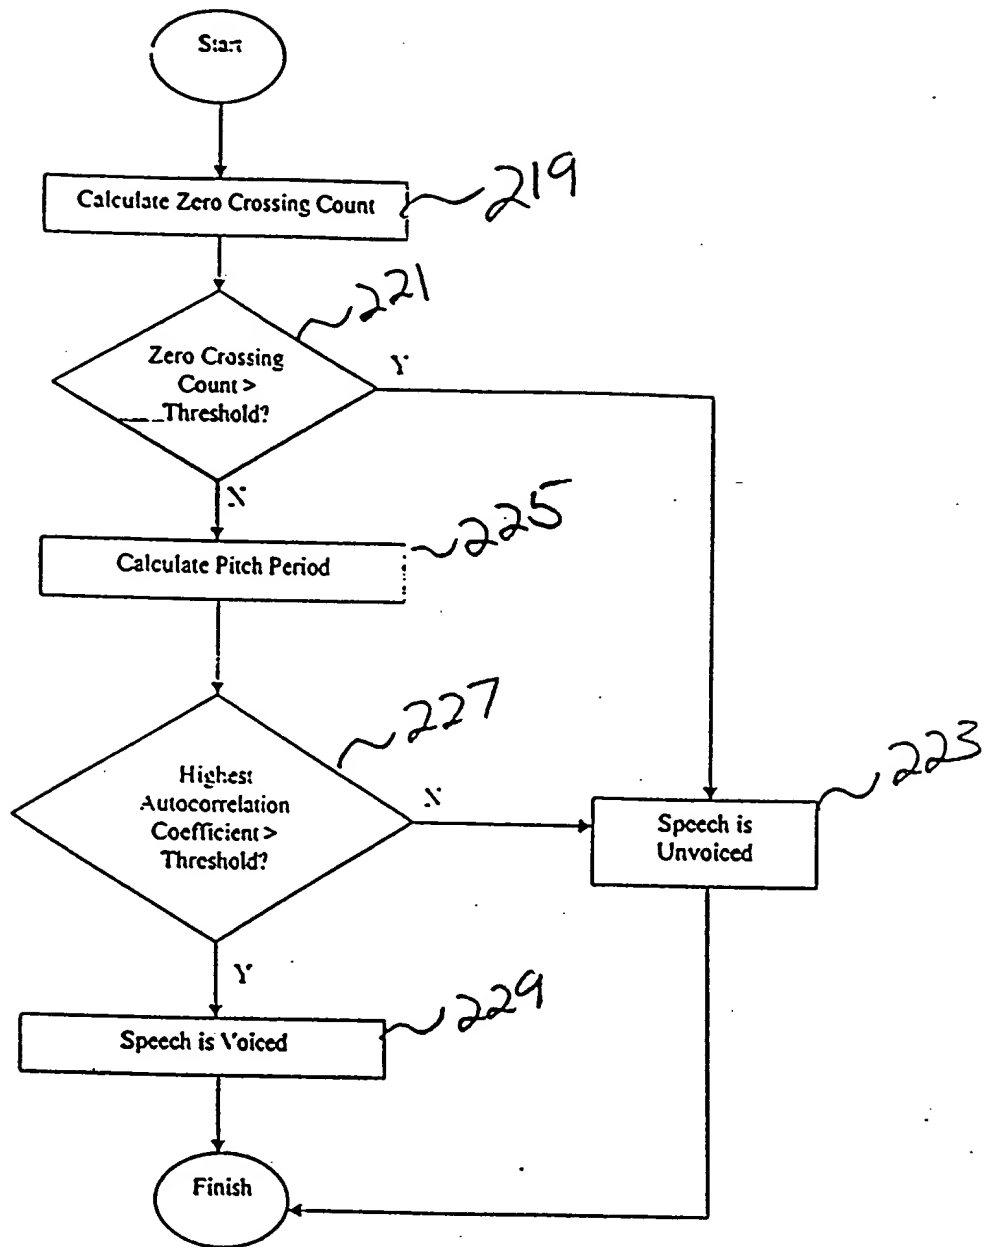 Start
Calculate Zero Crossing Count
219
221
Zero Crossing
Count >
Threshold?
Y
N
Calculate Pitch Period
225
227
Highest
Autocorrelation
Coefficient >
Threshold?
N
Speech is
Unvoiced
223
Y
Speech is Voiced
229
Finish